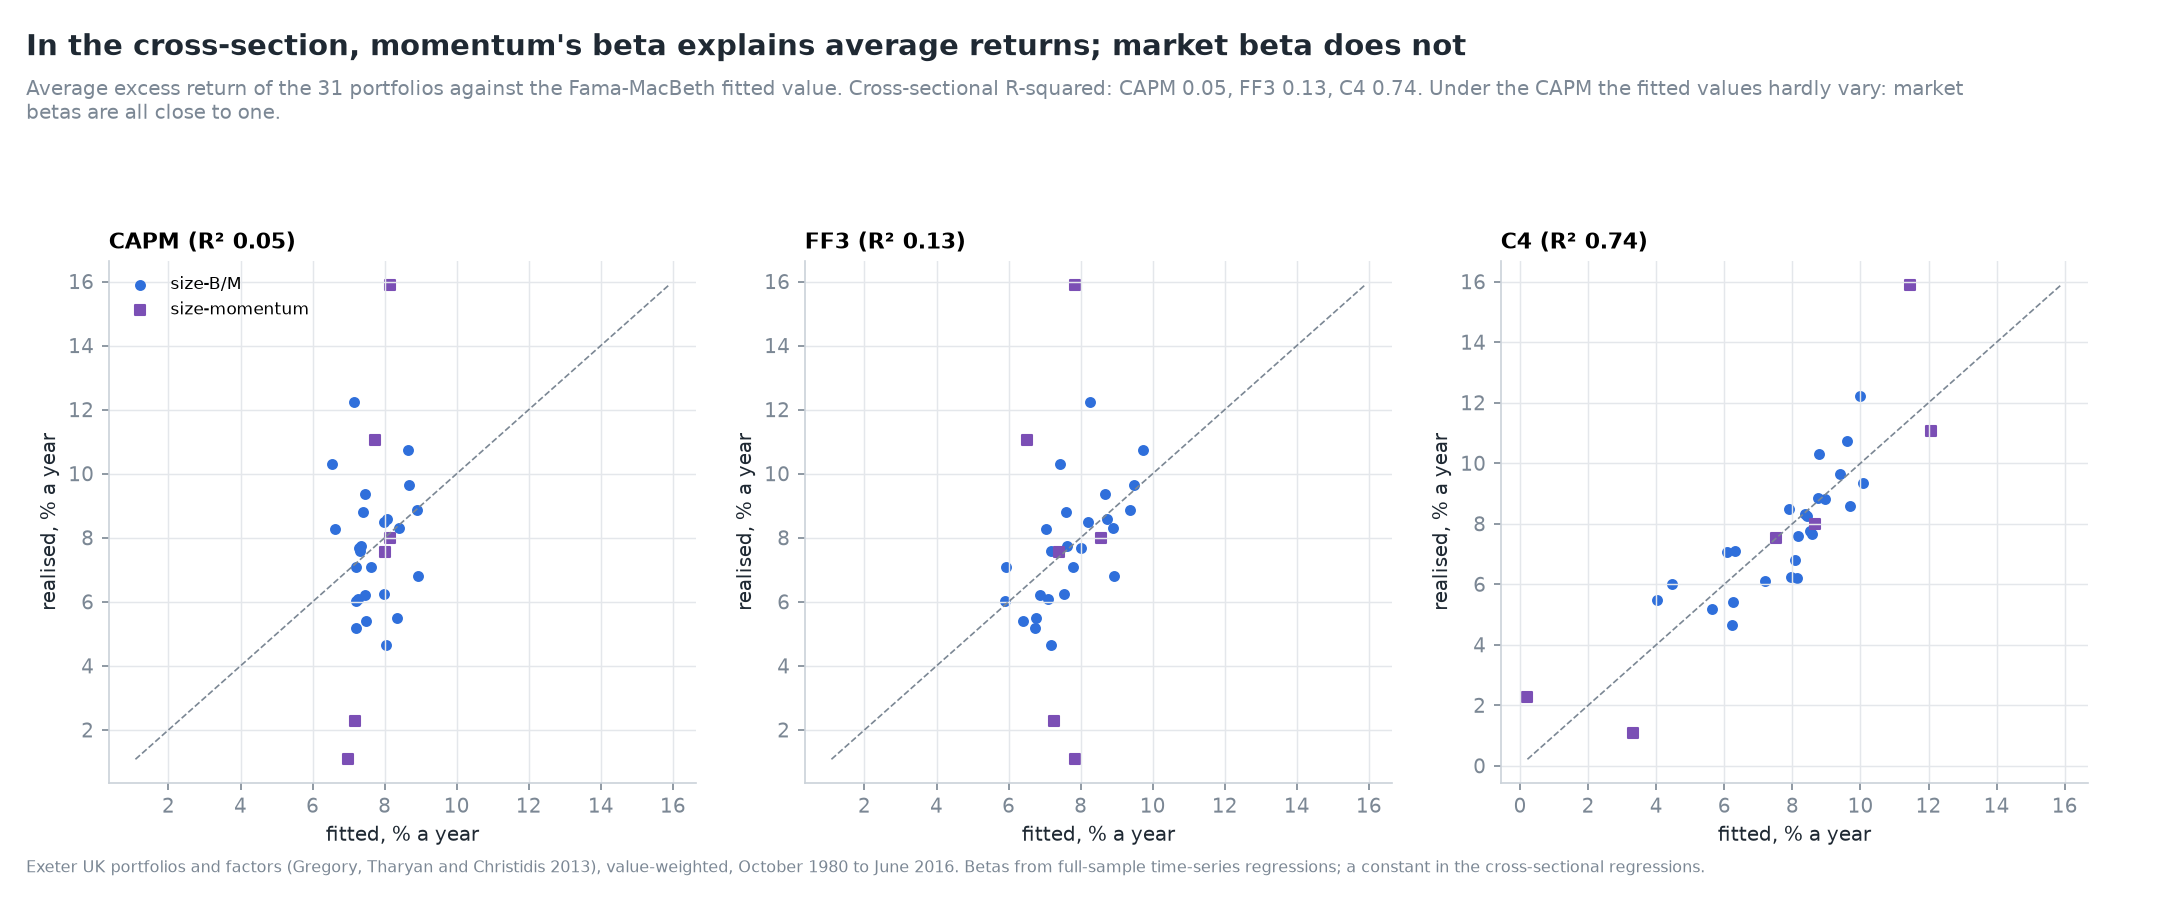 In the cross-section, momentum's beta explains average returns; market beta does not
Average excess return of the 31 portfolios against the Fama-MacBeth fitted value. Cross-sectional R-squared: CAPM 0.05, FF3 0.13, C4 0.74. Under the CAPM the fitted values hardly vary: market
betas are all close to one.
CAPM (R² 0.05)
size-B/M
size-momentum
16
14
12
10
8
6
4
2
realised, % a year
2 4 6 8 10 12 14 16
fitted, % a year
FF3 (R² 0.13)
16
14
12
10
8
6
4
2
realised, % a year
2 4 6 8 10 12 14 16
fitted, % a year
C4 (R² 0.74)
16
14
12
10
8
6
4
2
0
realised, % a year
0 2 4 6 8 10 12 14 16
fitted, % a year
Exeter UK portfolios and factors (Gregory, Tharyan and Christidis 2013), value-weighted, October 1980 to June 2016. Betas from full-sample time-series regressions; a constant in the cross-sectional regressions.